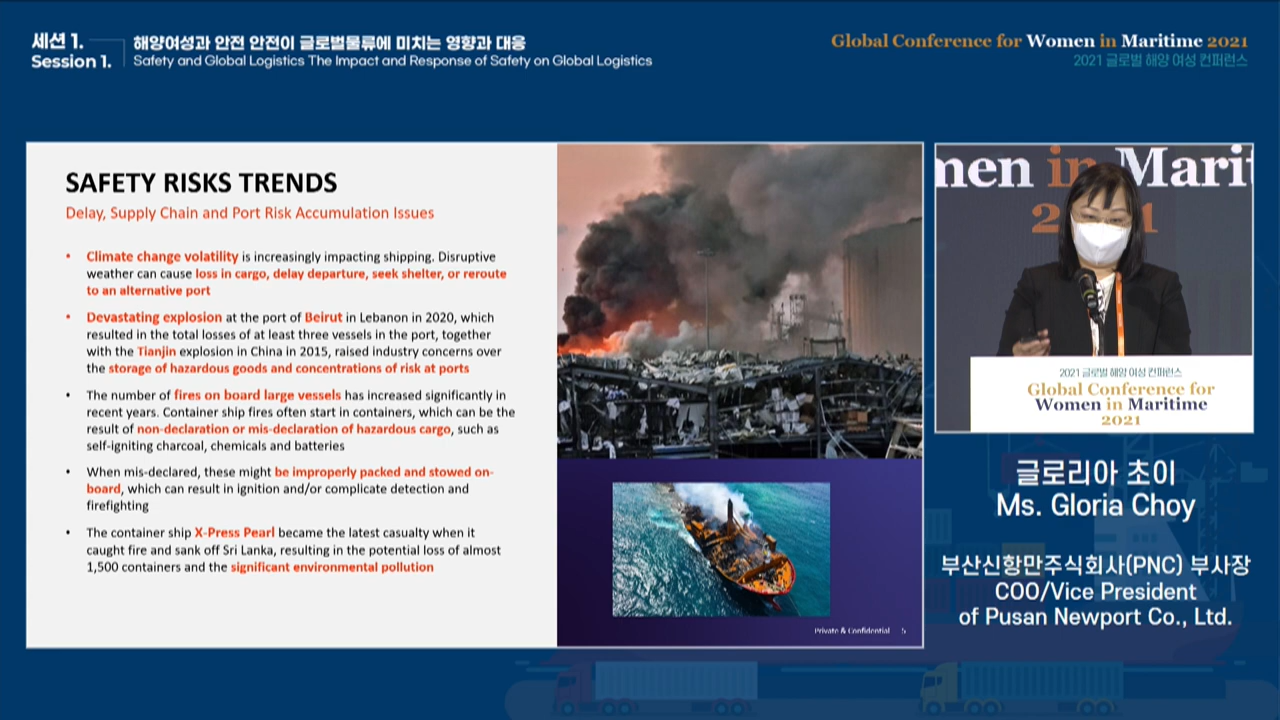 세션 1.
Session 1.
해양여성과 안전 안전이 글로벌물류에 미치는 영향과 대응
Safety and Global Logistics The Impact and Response of Safety on Global Logistics
Global Conference for Women in Maritime 2021
2021 글로벌 해양 여성 컨퍼런스
SAFETY RISKS TRENDS
Delay, Supply Chain and Port Risk Accumulation Issues
• Climate change volatility is increasingly impacting shipping. Disruptive
weather can cause loss in cargo, delay departure, seek shelter, or reroute
to an alternative port
• Devastating explosion at the port of Beirut in Lebanon in 2020, which
resulted in the total losses of at least three vessels in the port, together
with the Tianjin explosion in China in 2015, raised industry concerns over
the storage of hazardous goods and concentrations of risk at ports
• The number of fires on board large vessels has increased significantly in
recent years. Container ship fires often start in containers, which can be the
result of non-declaration or mis-declaration of hazardous cargo, such as
self-igniting charcoal, chemicals and batteries
• When mis-declared, these might be improperly packed and stowed on-
board, which can result in ignition and/or complicate detection and
firefighting
• The container ship X-Press Pearl became the latest casualty when it
caught fire and sank off Sri Lanka, resulting in the potential loss of almost
1,500 containers and the significant environmental pollution
Private & Confidential 5
men in Marit
2021
2021 글로벌 해양 여성 컨퍼런스
Global Conference for
Women in Maritime
2021
글로리아 초이
Ms. Gloria Choy
부산신항만주식회사(PNC) 부사장
COO/Vice President
of Pusan Newport Co., Ltd.